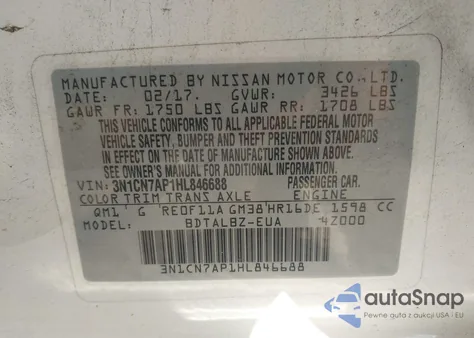 MANUFACTURED BY NISSAN MOTOR CO., LTD.
DATE: 02/17. GVWR: 3426 LBS
GAWR FR: 1750 LBS GAWR RR: 1708 LBS
THIS VEHICLE CONFORMS TO ALL APPLICABLE FEDERAL MOTOR
VEHICLE SAFETY, BUMPER AND THEFT PREVENTION STANDARDS
IN EFFECT ON THE DATE OF MANUFACTURE SHOWN ABOVE.
SEE OWNER'S MANUAL FOR ADDITIONAL INFORMATION.
VIN: 3N1CN7AP1HL846688 PASSENGER CAR
COLOR TRIM TRANS AXLE ENGINE
QM1 G RE0F11A GM38 HR16DE 1598 CC
MODEL: BDTALBZ-EUA 4Z000
3N1CN7AP1HL846688
autoSnap
Pewne auta z aukcji USA i EU